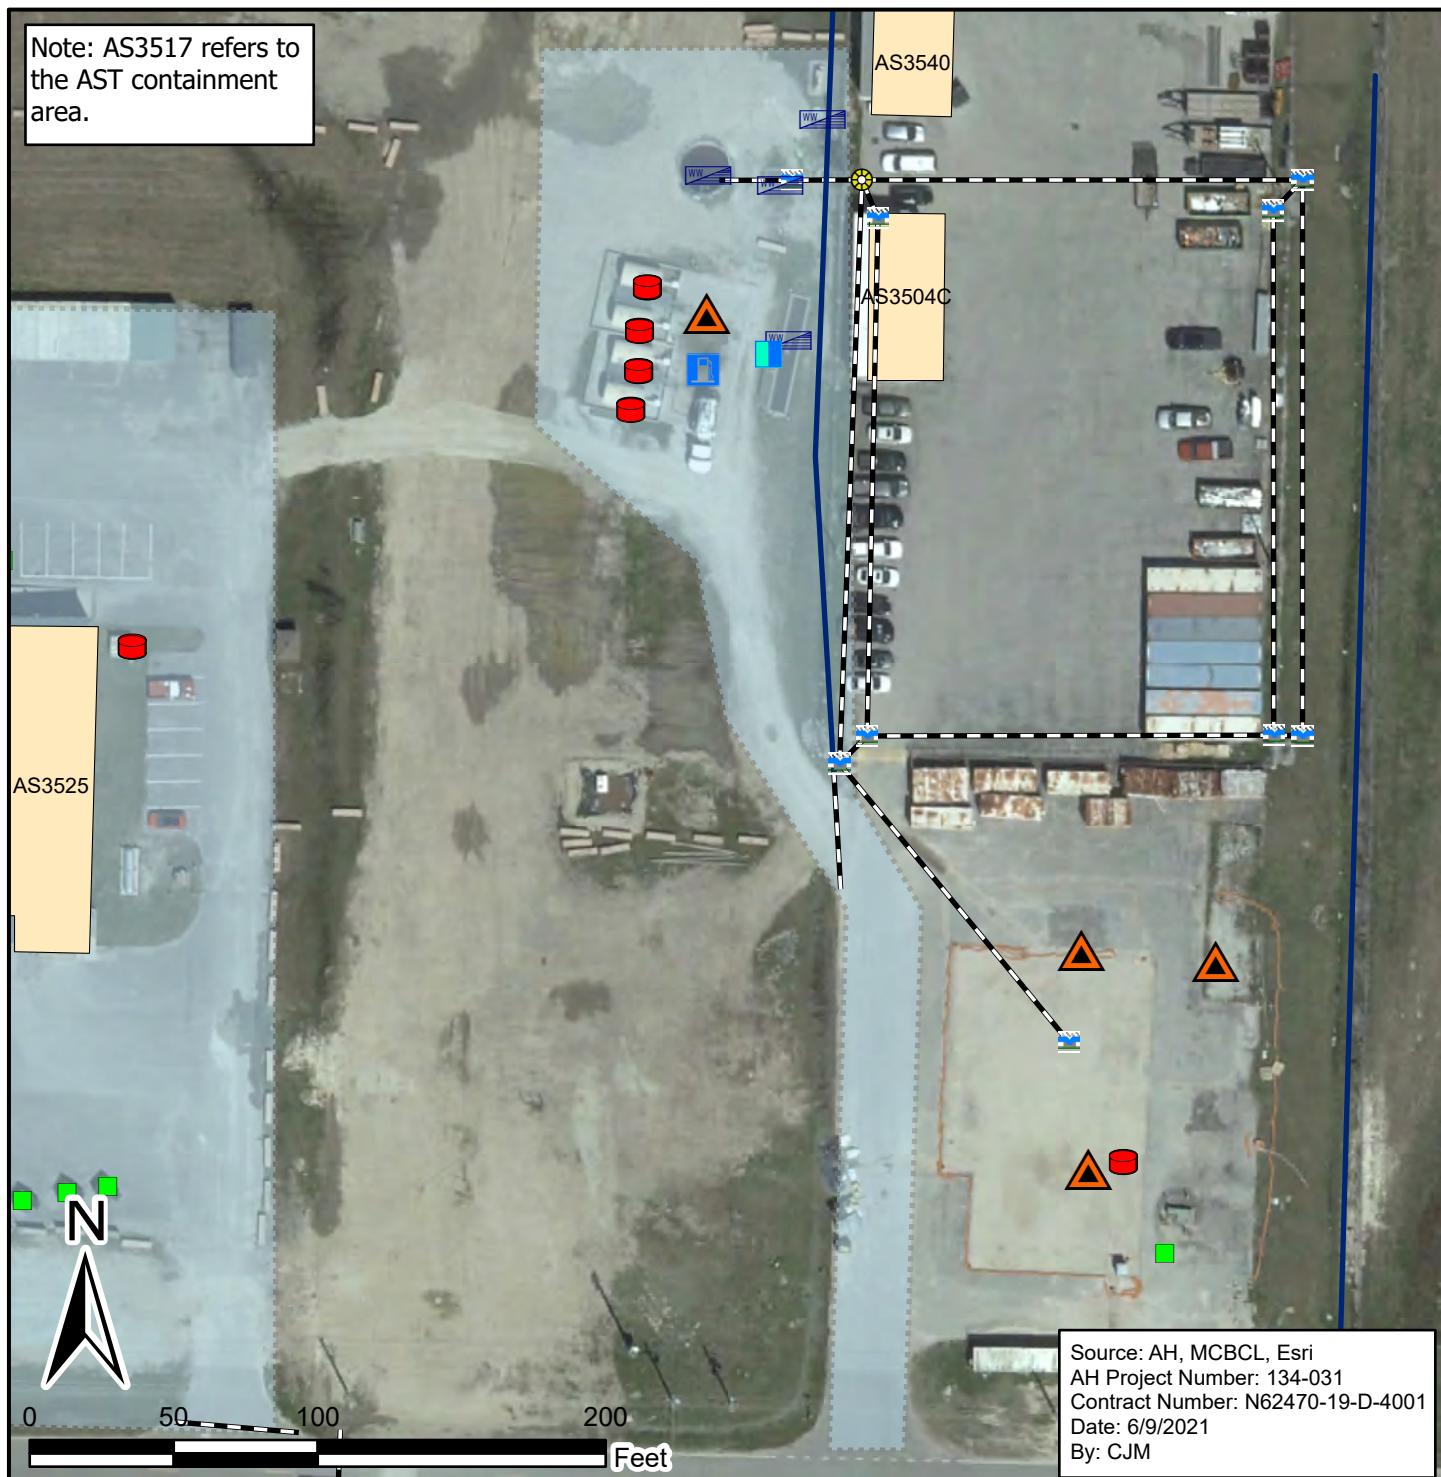 Note: AS3517 refers to
the AST containment
area.
AS3540
WW
WW
WW
AS3504C
WW
AS3525
N
0 50 100 200
Feet
Source: AH, MCBCL, Esri
AH Project Number: 134-031
Contract Number: N62470-19-D-4001
Date: 6/9/2021
By: CJM